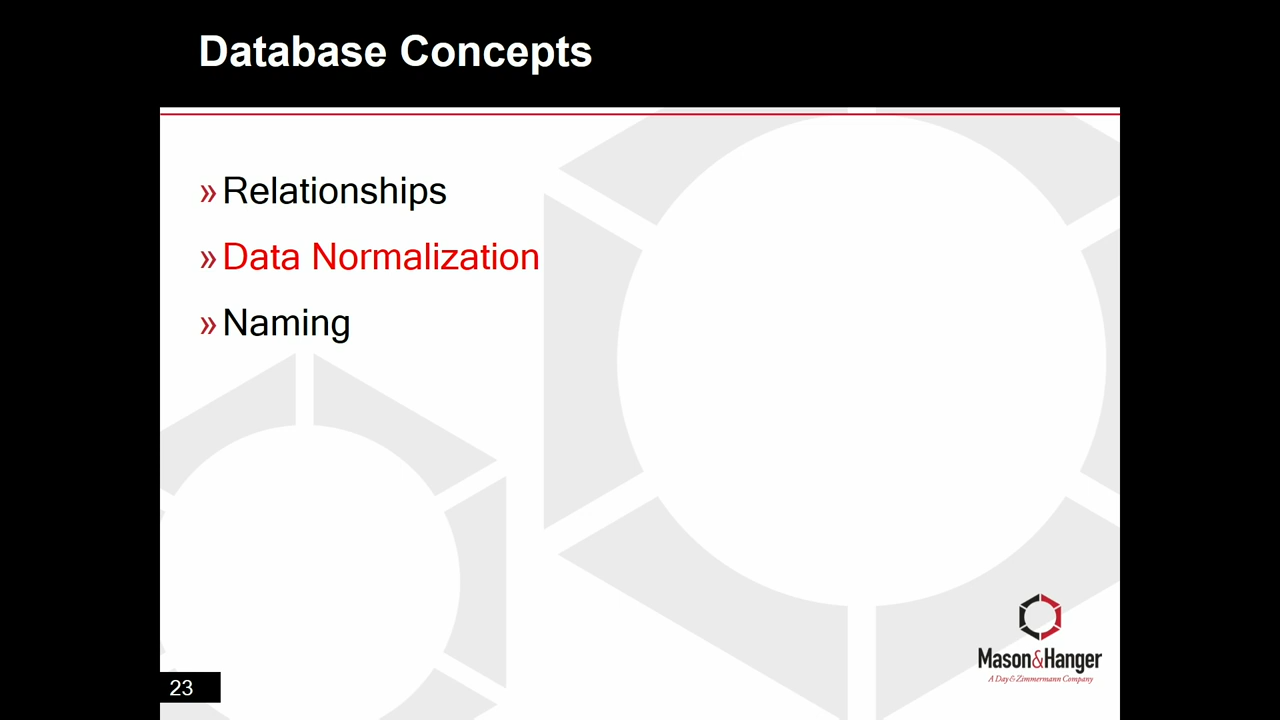 Database Concepts
» Relationships
» Data Normalization
» Naming
Mason&Hanger
A Day & Zimmermann Company
23